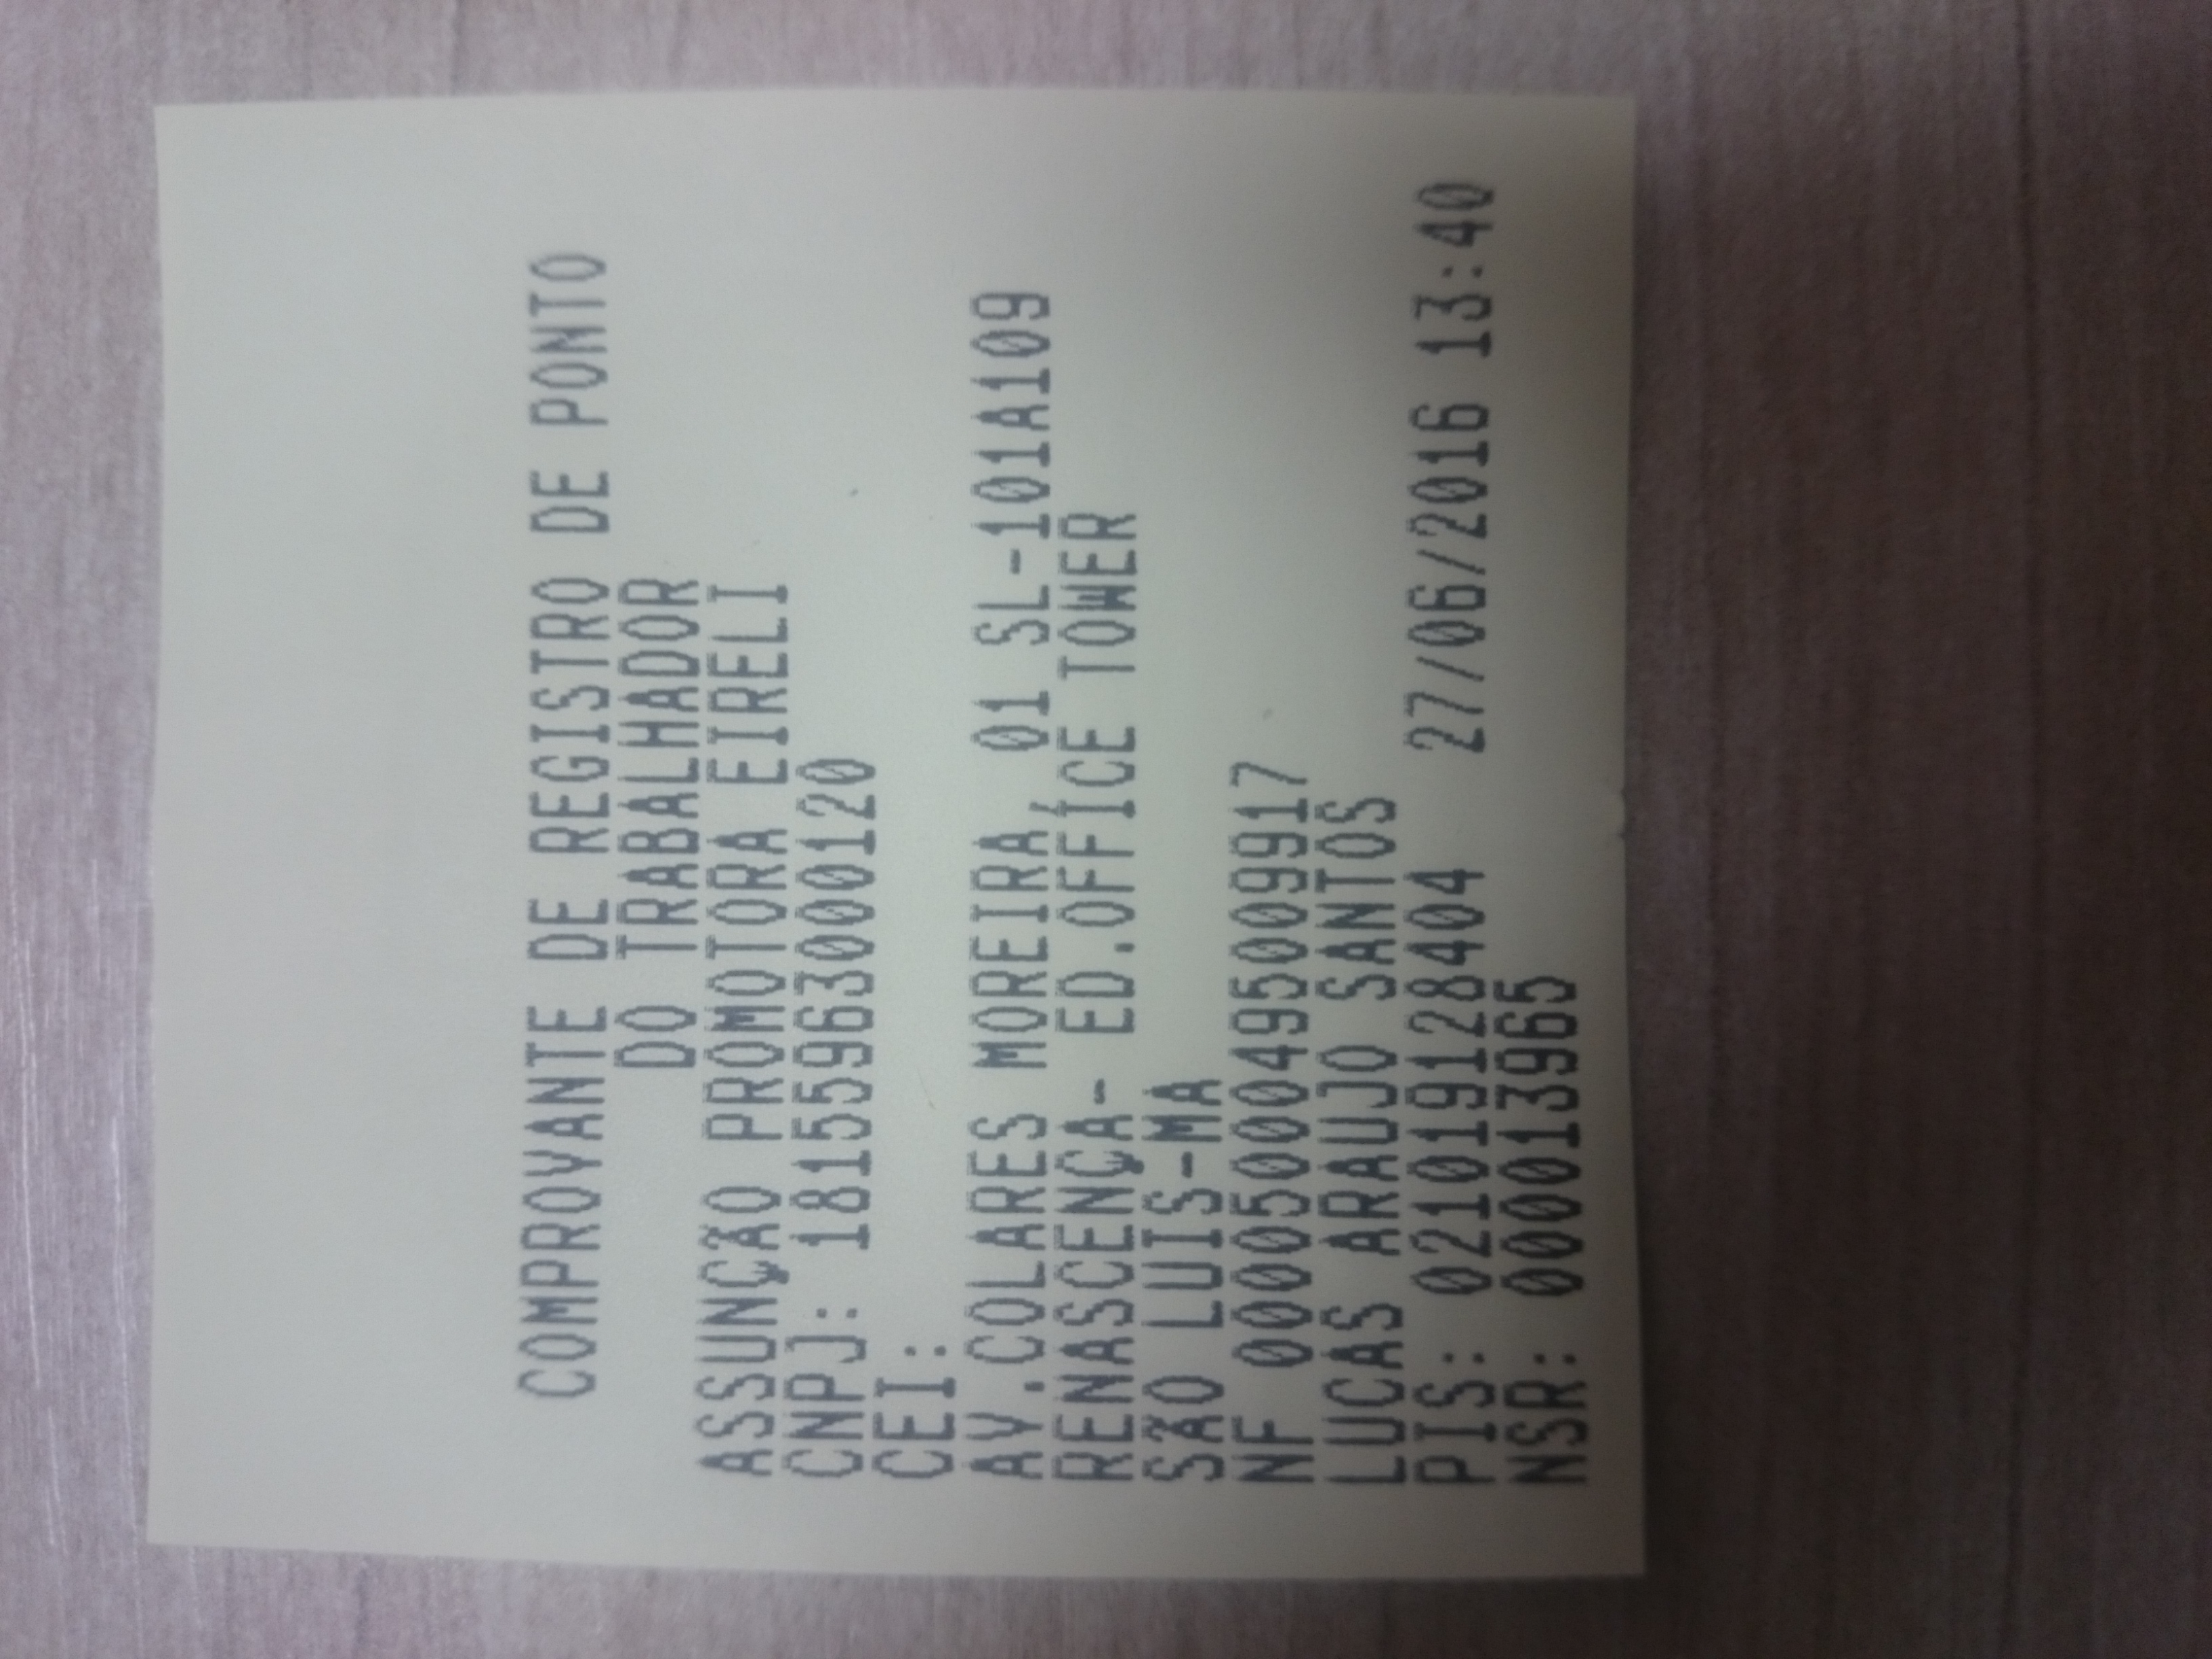 COMPROVANTE DE REGISTRO DE PONTO
DO TRABALHADOR
ASSUNÇÃO PROMOTORA EIRELI
CNPJ: 18155963000120
CEI:
AV.COLARES MOREIRA, 01 SL-101A109
RENASCENÇA- ED.OFFICE TOWER
SÃO LUIS-MA
NF 00005000495009917
LUCAS ARAUJO SANTOS
PIS: 021019128404 27/06/2016 13:40
NSR: 000013965